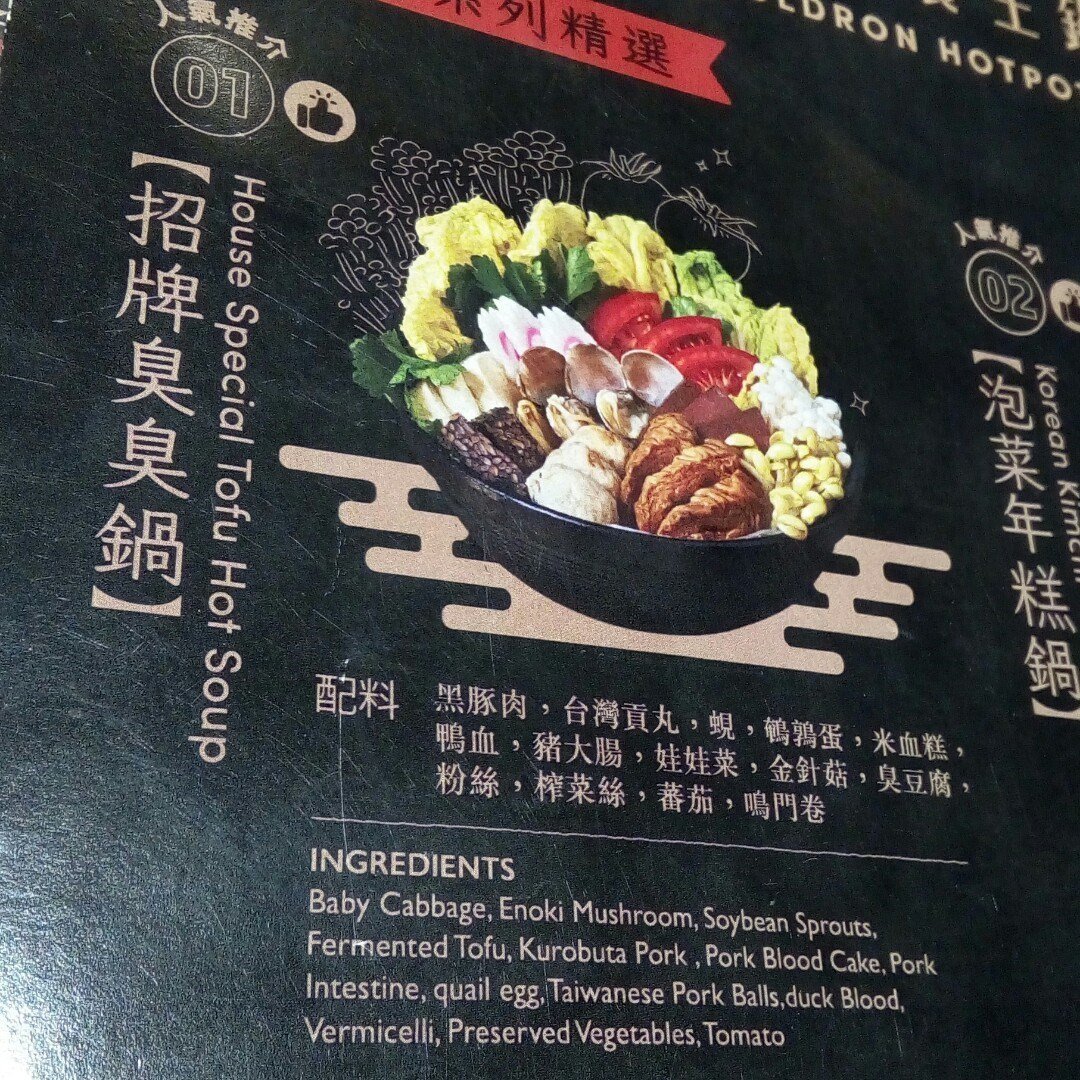 系列精選
土鍋
ULDRON HOTPOT
人氣推介
01
【招牌臭臭鍋】
House Special Tofu Hot Soup
配料
黑豚肉，台灣貢丸，蜆，鵪鶉蛋，米血糕，
鴨血，豬大腸，娃娃菜，金針菇，臭豆腐，
粉絲，榨菜絲，蕃茄，鳴門卷
INGREDIENTS
Baby Cabbage, Enoki Mushroom, Soybean Sprouts,
Fermented Tofu, Kurobuta Pork , Pork Blood Cake, Pork
Intestine, quail egg,Taiwanese Pork Balls,duck Blood,
Vermicelli, Preserved Vegetables, Tomato
人氣推介
02
【泡菜年糕鍋】
Korean Kimchi